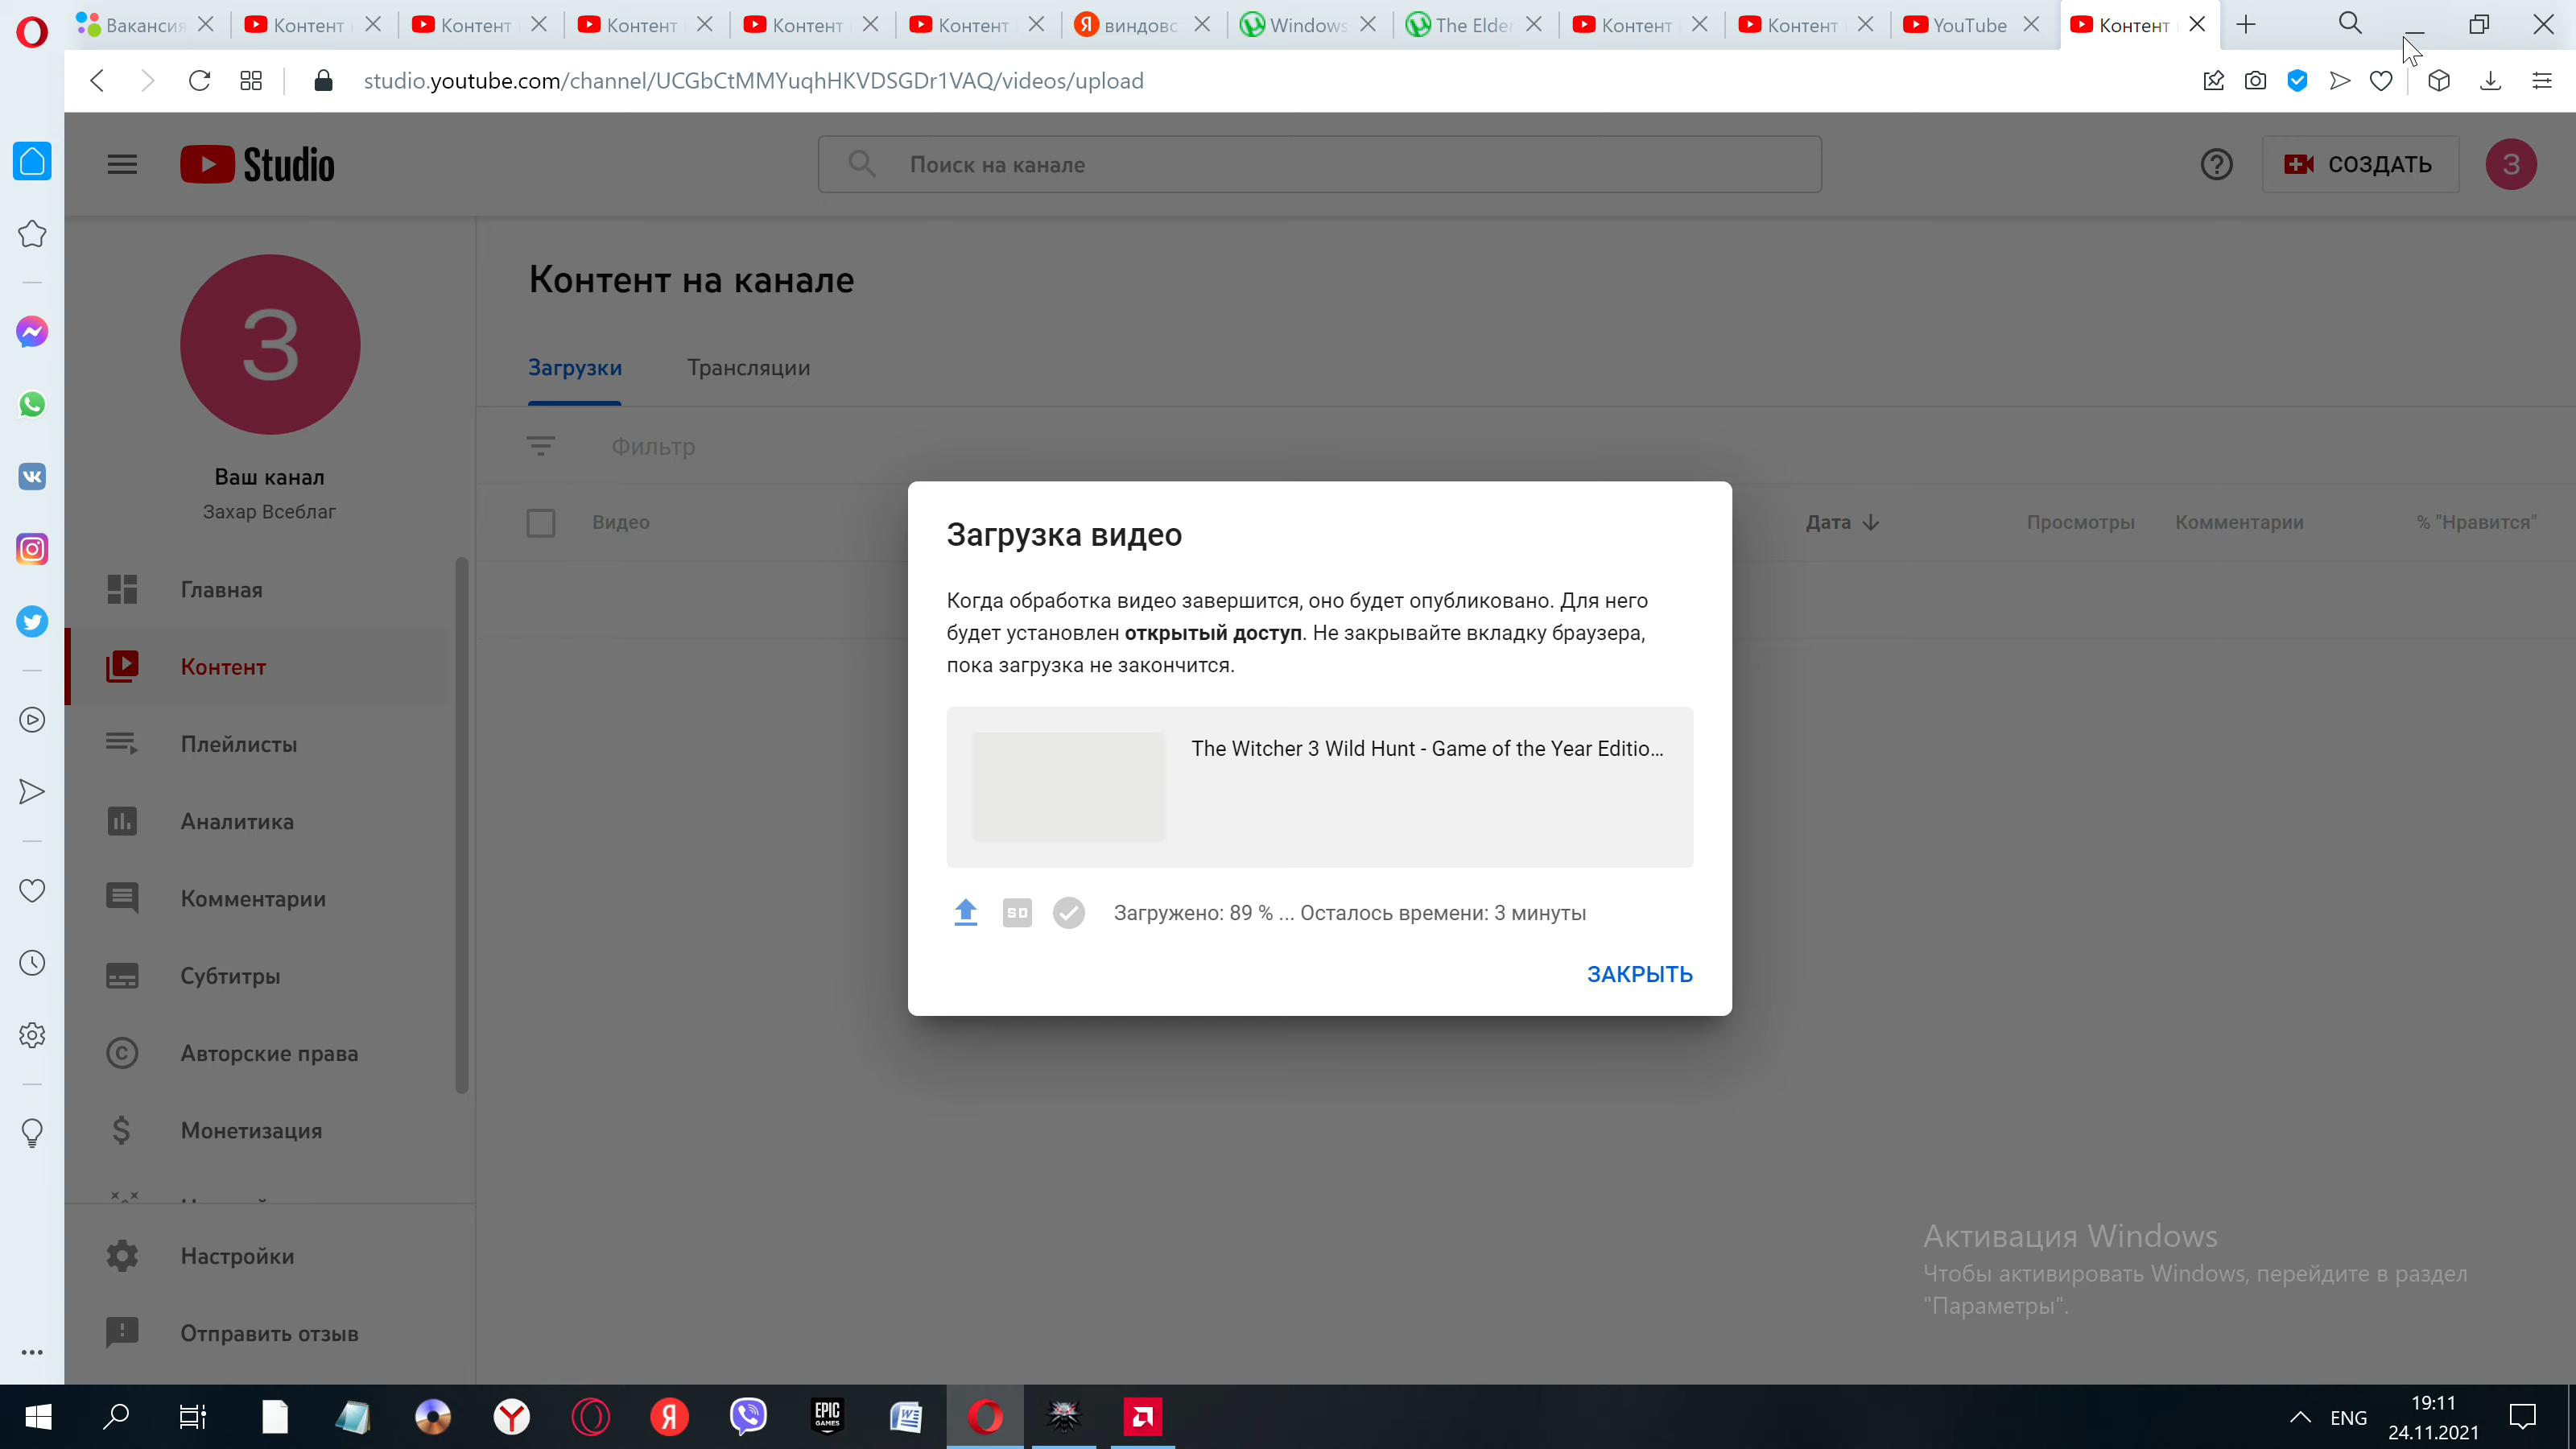 Вакансия
Контент
Контент
Контент
Контент
Контент
виндовс
Windows
The Elder
Контент
Контент
YouTube
Контент
studio.youtube.com/channel/UCGbCtMMYuqhHKVDSGDr1VAQ/videos/upload
Studio
Поиск на канале
СОЗДАТЬ
З
З
Ваш канал
Захар Всеблаг
Главная
Контент
Плейлисты
Аналитика
Комментарии
Субтитры
Авторские права
Монетизация
Настройки
Отправить отзыв
Контент на канале
Загрузки
Трансляции
Фильтр
Видео
Дата
Просмотры
Комментарии
% "Нравится"
Загрузка видео
Когда обработка видео завершится, оно будет опубликовано. Для него
будет установлен открытый доступ. Не закрывайте вкладку браузера,
пока загрузка не закончится.
The Witcher 3 Wild Hunt - Game of the Year Editio...
SD
Загружено: 89 % ... Осталось времени: 3 минуты
ЗАКРЫТЬ
Активация Windows
Чтобы активировать Windows, перейдите в раздел
"Параметры".
EPIC
GAMES
ENG
19:11
24.11.2021